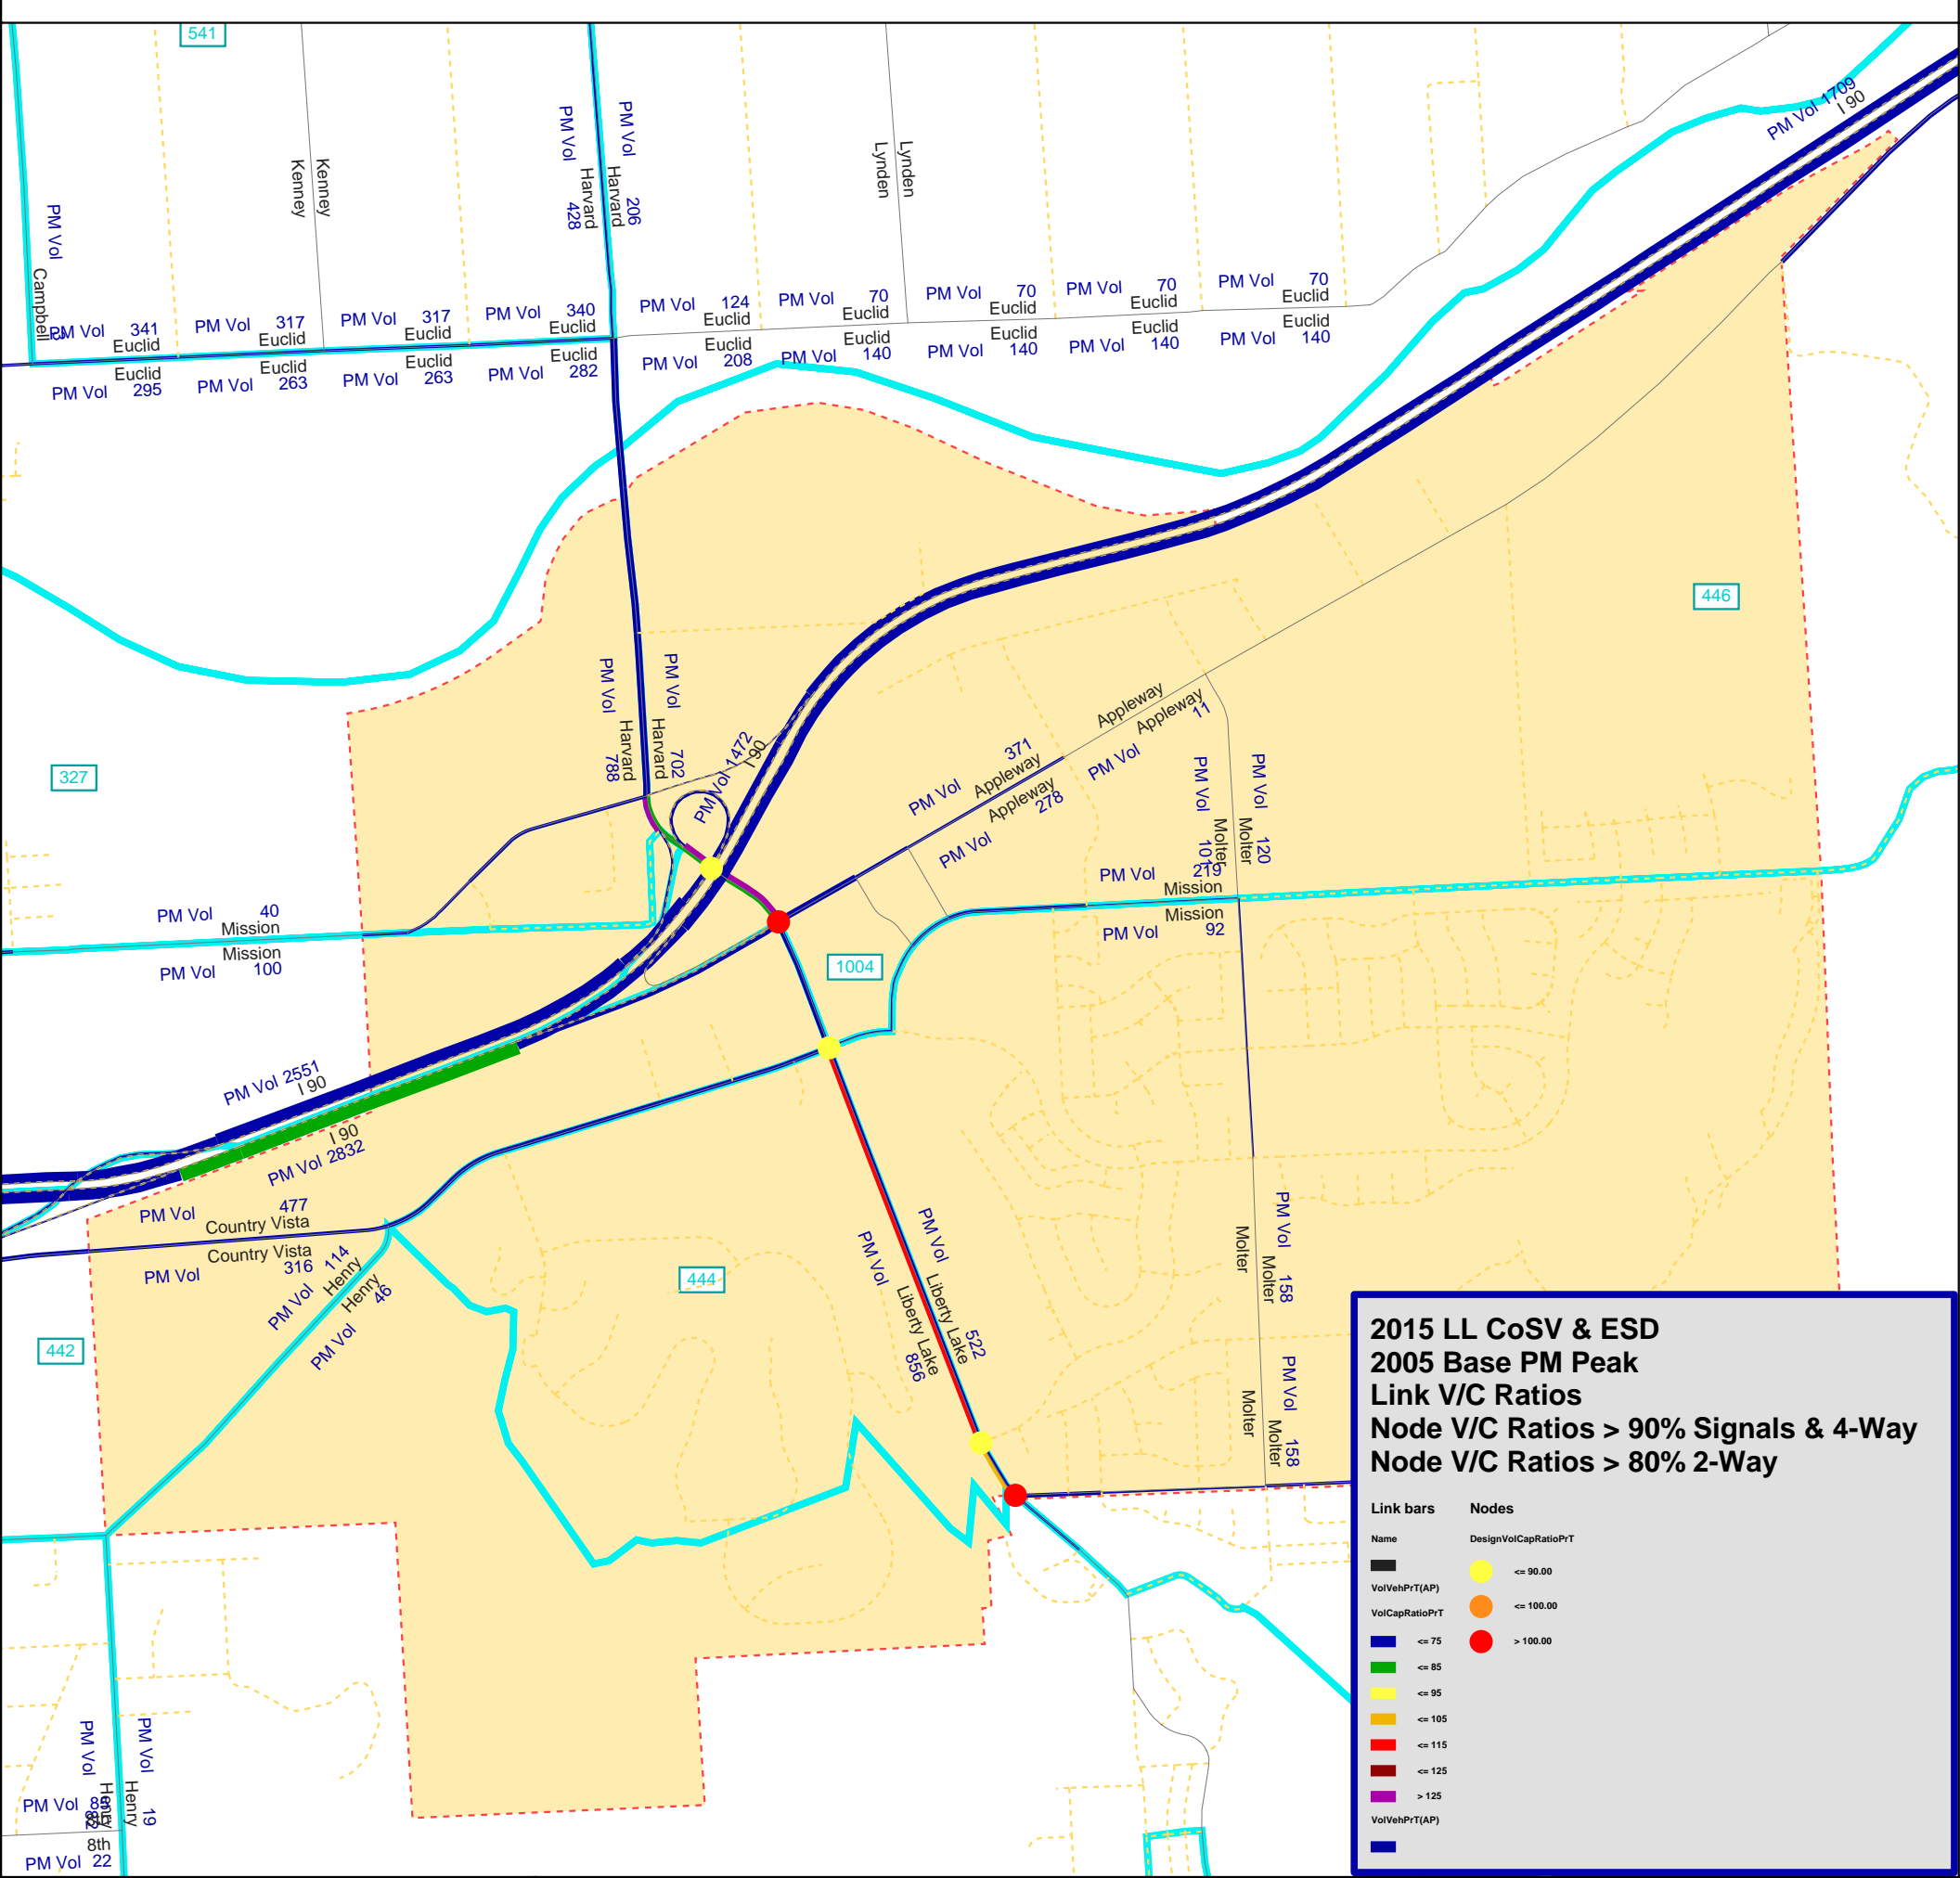 541
PM Vol 1709
I 90
PM Vol
Harvard
428
PM Vol
Harvard
206
Kenney
Kenney
Lynden
Lynden
PM Vol
Campbell
PM Vol 341
Euclid
PM Vol 317
Euclid
PM Vol 317
Euclid
PM Vol 340
Euclid
PM Vol 124
Euclid
PM Vol 70
Euclid
PM Vol 70
Euclid
PM Vol 70
Euclid
PM Vol 70
Euclid
Euclid
PM Vol 295
Euclid
PM Vol 263
Euclid
PM Vol 263
Euclid
PM Vol 282
Euclid
PM Vol 208
Euclid
PM Vol 140
Euclid
PM Vol 140
Euclid
PM Vol 140
Euclid
PM Vol 140
446
327
PM Vol
Harvard
788
PM Vol
Harvard
702
PM Vol 1472
I 90
PM Vol 371
Appleway
Appleway
PM Vol 278
Appleway
Appleway
PM Vol 11
PM Vol
Molter
101
PM Vol
Molter
120
PM Vol 219
Mission
Mission
PM Vol 92
PM Vol 40
Mission
Mission
PM Vol 100
1004
PM Vol 2551
I 90
I 90
PM Vol 2832
PM Vol 477
Country Vista
Country Vista
PM Vol 316
PM Vol 114
Henry
Henry
PM Vol 46
444
442
PM Vol
Liberty Lake
856
PM Vol
Liberty Lake
522
Molter
PM Vol
Molter
158
Molter
PM Vol
Molter
158
PM Vol
Henry
PM Vol
Henry
19
PM Vol 85
8th
8th
PM Vol 22
2015 LL CoSV & ESD
2005 Base PM Peak
Link V/C Ratios
Node V/C Ratios > 90% Signals & 4-Way
Node V/C Ratios > 80% 2-Way
Link bars
Nodes
Name
DesignVolCapRatioPrT
<= 90.00
VolVehPrT(AP)
<= 100.00
VolCapRatioPrT
> 100.00
<= 75
<= 85
<= 95
<= 105
<= 115
<= 125
> 125
VolVehPrT(AP)